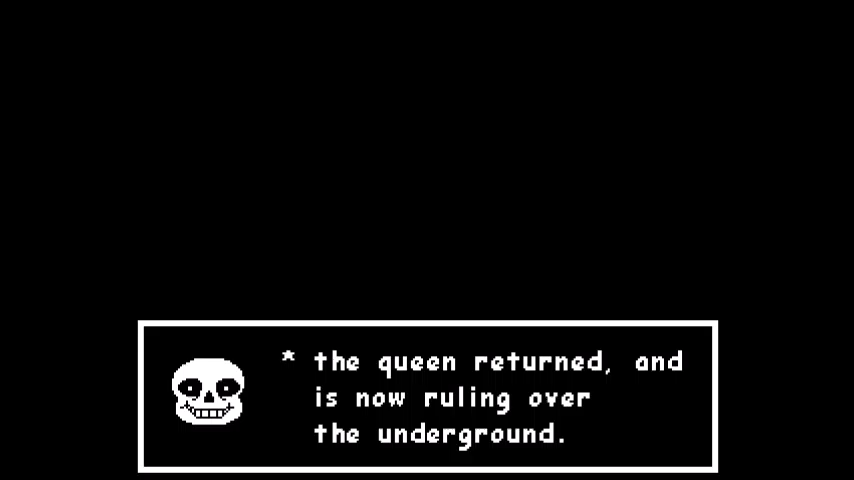 * the queen returned, and
is now ruling over
the underground.